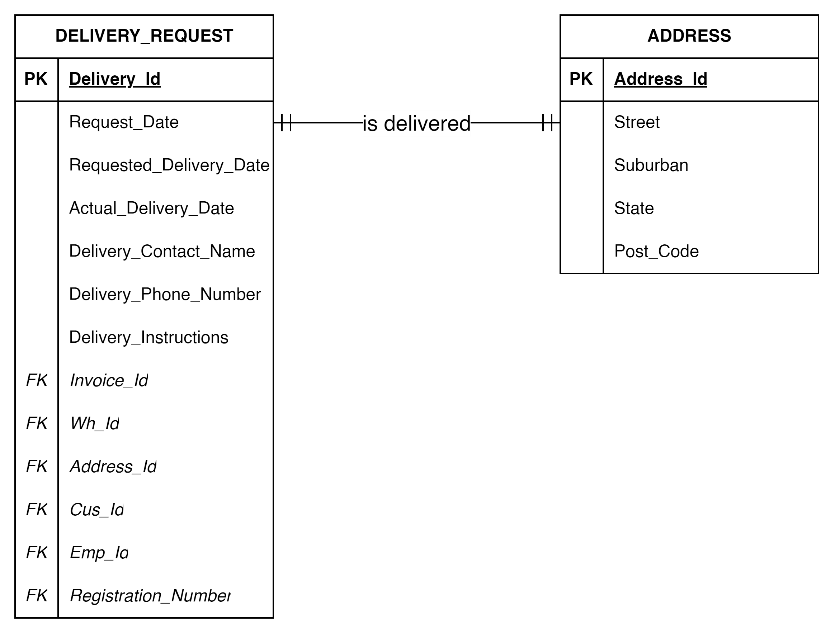 DELIVERY_REQUEST
PK Delivery_Id
Request_Date
Requested_Delivery_Date
Actual_Delivery_Date
Delivery_Contact_Name
Delivery_Phone_Number
Delivery_Instructions
FK Invoice_Id
FK Wh_Id
FK Address_Id
FK Cus_Id
FK Emp_Id
FK Registration_Number
is delivered
ADDRESS
PK Address_Id
Street
Suburban
State
Post_Code